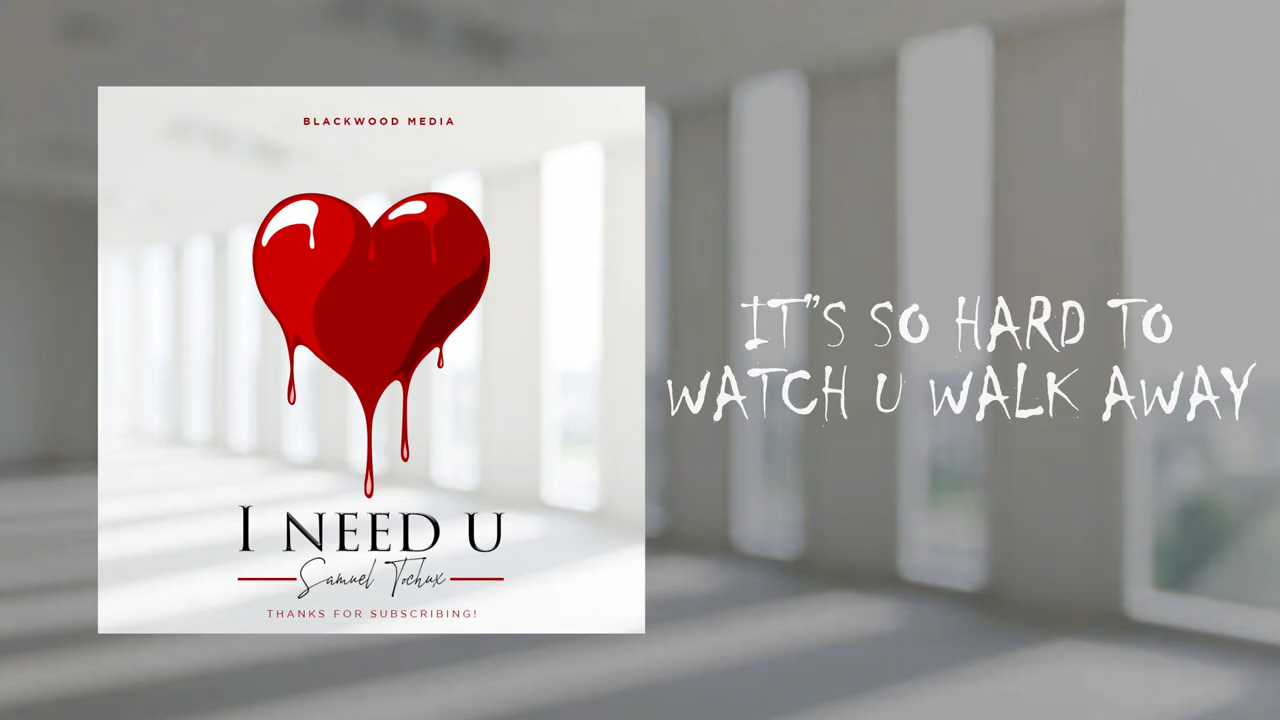 BLACKWOOD MEDIA
I NEED U
Samuel Tochux
THANKS FOR SUBSCRIBING!
IT"S SO HARD TO
WATCH U WALK AWAY